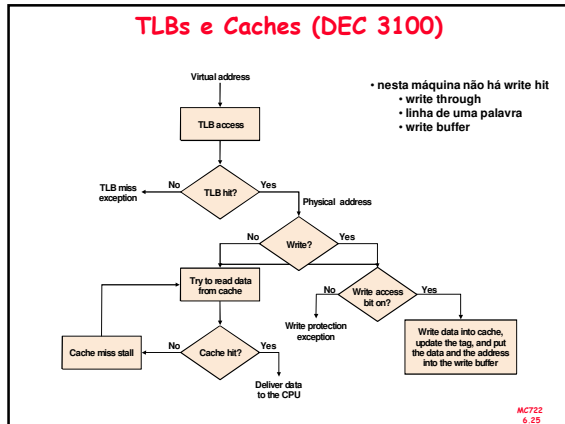 TLBs e Caches (DEC 3100)
Virtual address
• nesta máquina não há write hit
• write through
• linha de uma palavra
• write buffer
TLB access
No
Yes
TLB miss
exception
TLB hit?
Physical address
No
Yes
Write?
Try to read data
from cache
No
Yes
Write access
bit on?
Write protection
exception
Write data into cache,
update the tag, and put
the data and the address
into the write buffer
No
Yes
Cache miss stall
Cache hit?
Deliver data
to the CPU
MC722
6.25